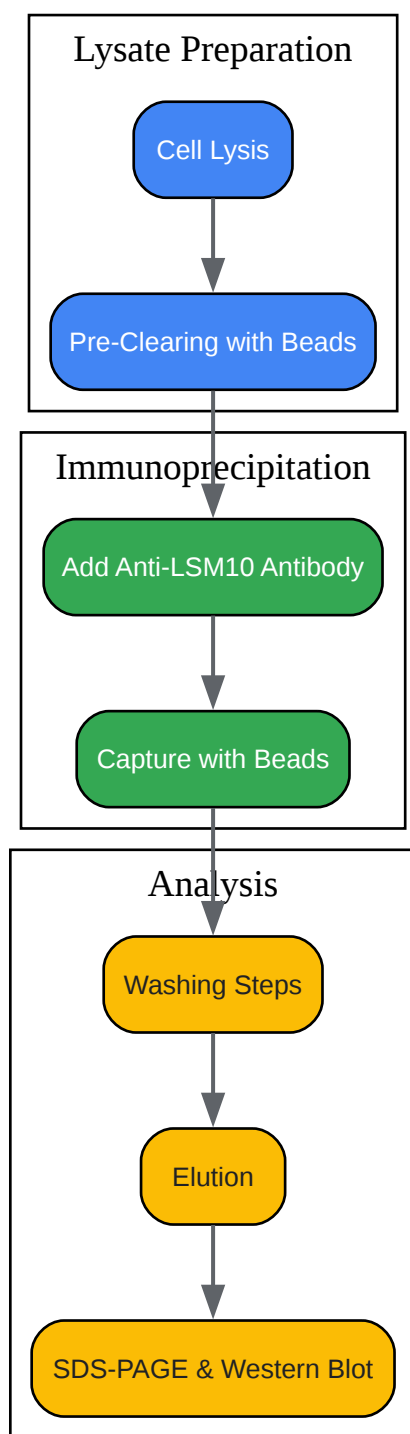 Lysate Preparation
Cell Lysis
Pre-Clearing with Beads
Immunoprecipitation
Add Anti-LSM10 Antibody
Capture with Beads
Analysis
Washing Steps
Elution
SDS-PAGE & Western Blot